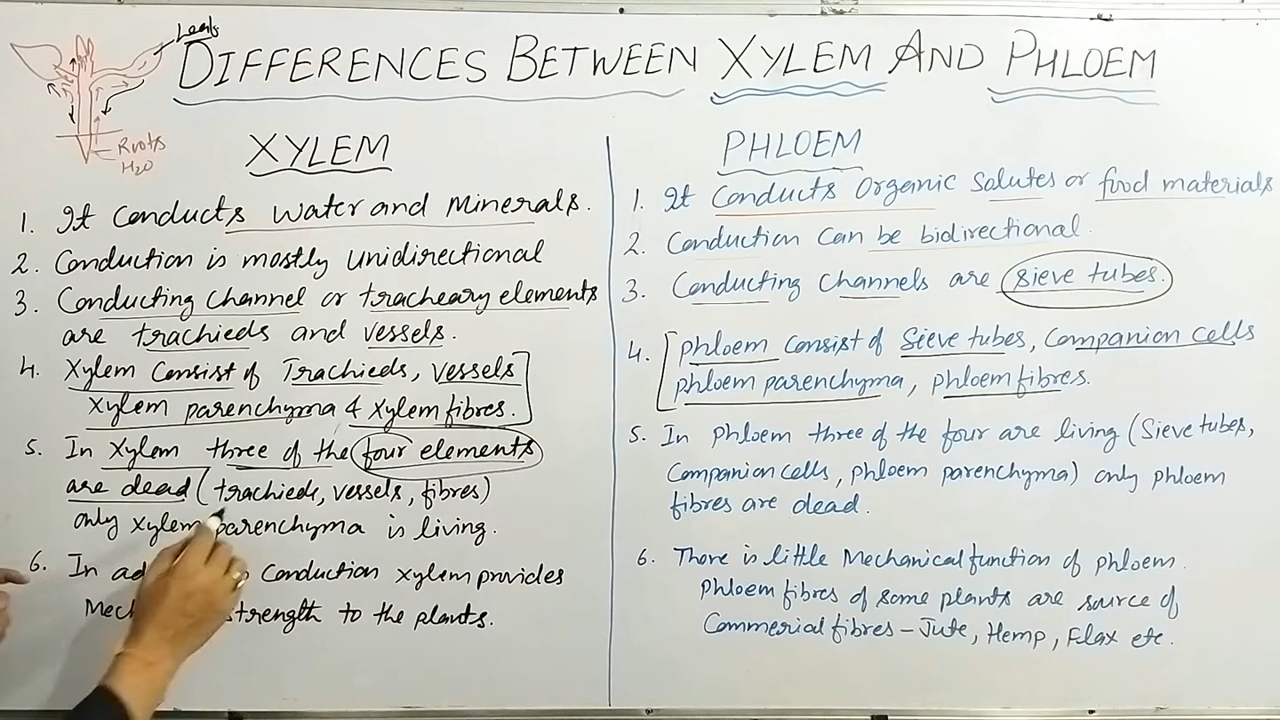 Leafs
DIFFERENCES BETWEEN XYLEM AND PHLOEM
Roots
H2O
XYLEM
1. It conducts water and Minerals.
2. Conduction is mostly unidirectional
3. Conducting channel or tracheary elements
are trachieds and vessels.
4. Xylem consist of Trachieds, vessels
xylem parenchyma & xylem fibres.
5. In xylem three of the four elements
are dead (trachieds, vessels, fibres)
only xylem parenchyma is living.
6. In conduction xylem provides
strength to the plants.
PHLOEM
1. It conducts organic solutes or food materials
2. Conduction can be bidirectional.
3. Conducting channels are sieve tubes.
4. Phloem consist of Sieve tubes, Companion cells
phloem parenchyma, phloem fibres.
5. In phloem three of the four are living (Sieve tubes,
Companion cells, phloem parenchyma) only phloem
fibres are dead.
6. There is little Mechanical function of phloem.
Phloem fibres of some plants are source of
Commerial fibres - Jute, Hemp, Flax etc.